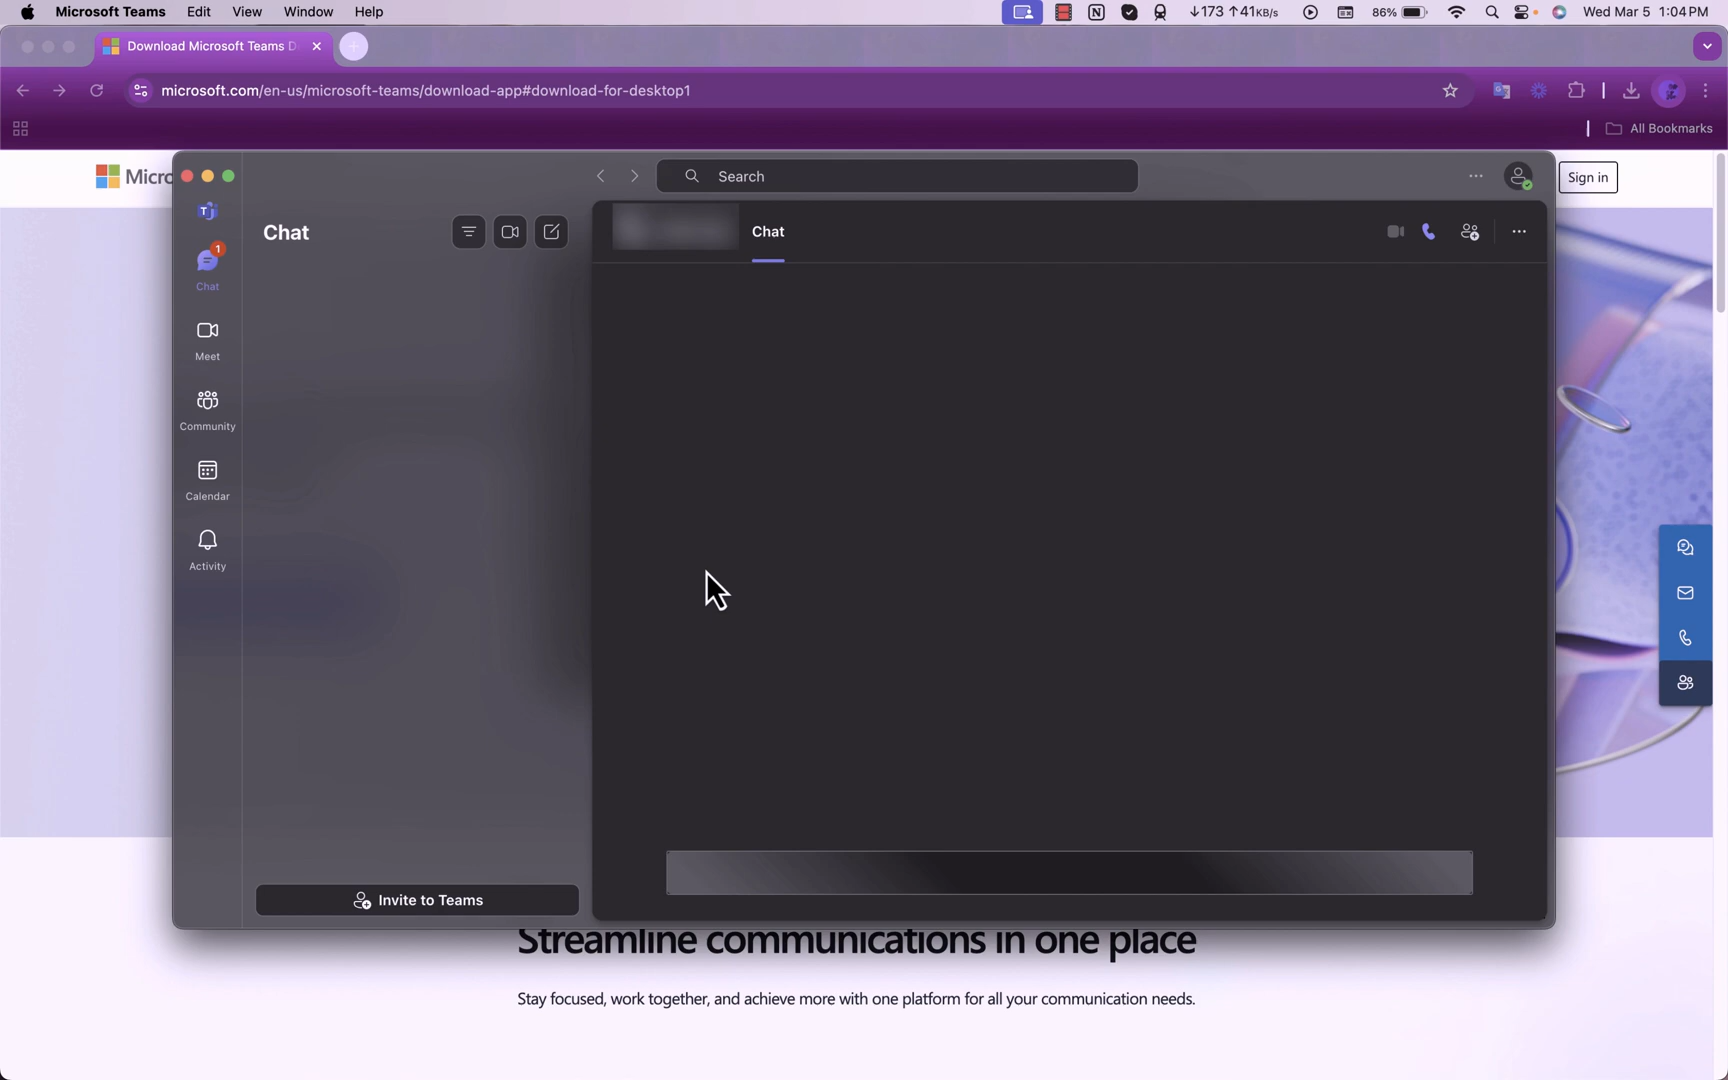 Microsoft Teams Edit View Window Help
↓173 ↑41KB/s 86% Wed Mar 5 1:04 PM
Download Microsoft Teams D
microsoft.com/en-us/microsoft-teams/download-app#download-for-desktop1
All Bookmarks
Micro
Search
Sign in
Chat
Chat
1
Chat
Meet
Community
Calendar
Activity
Invite to Teams
Streamline communications in one place
Stay focused, work together, and achieve more with one platform for all your communication needs.